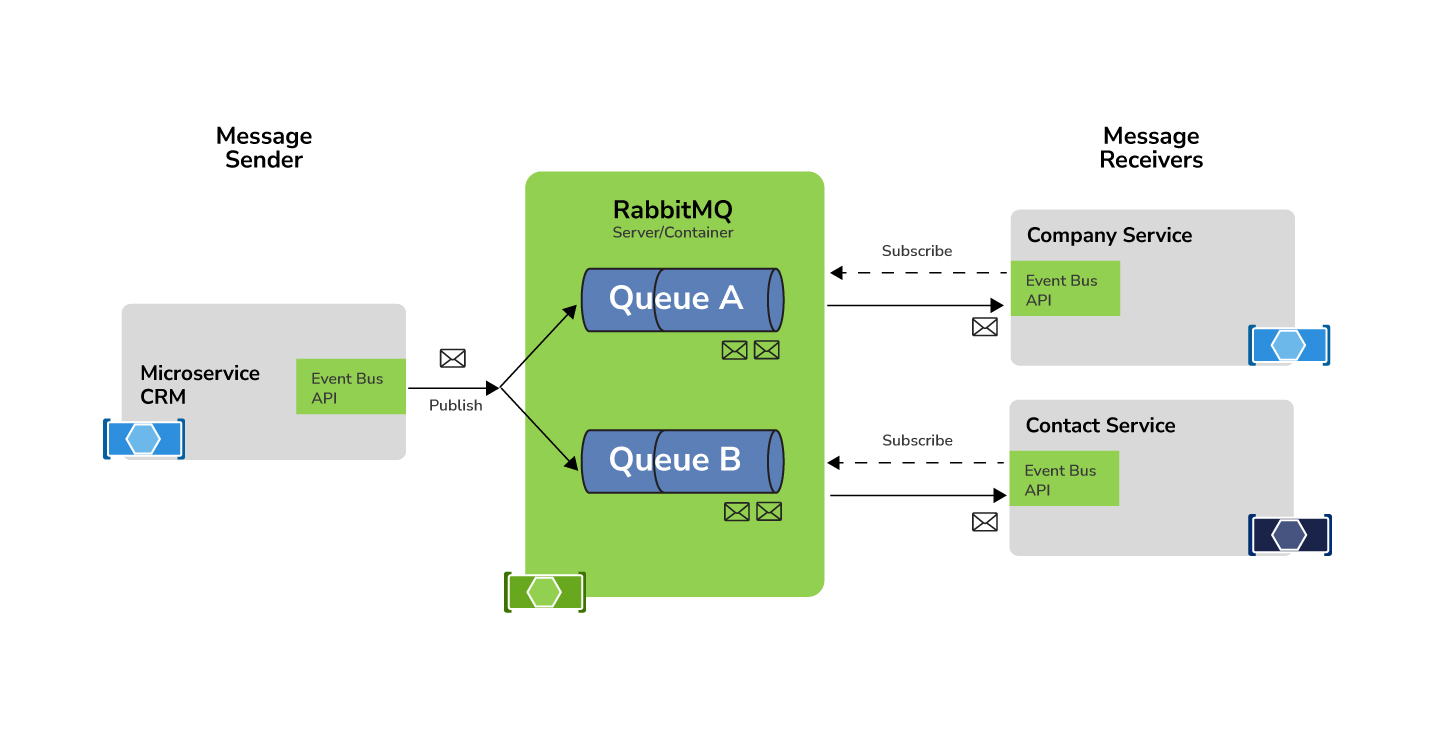 Message
Sender
Message
Receivers
RabbitMQ
Server/Container
Queue A
Queue B
Microservice
CRM
Event Bus
API
Publish
Subscribe
Company Service
Event Bus
API
Subscribe
Contact Service
Event Bus
API